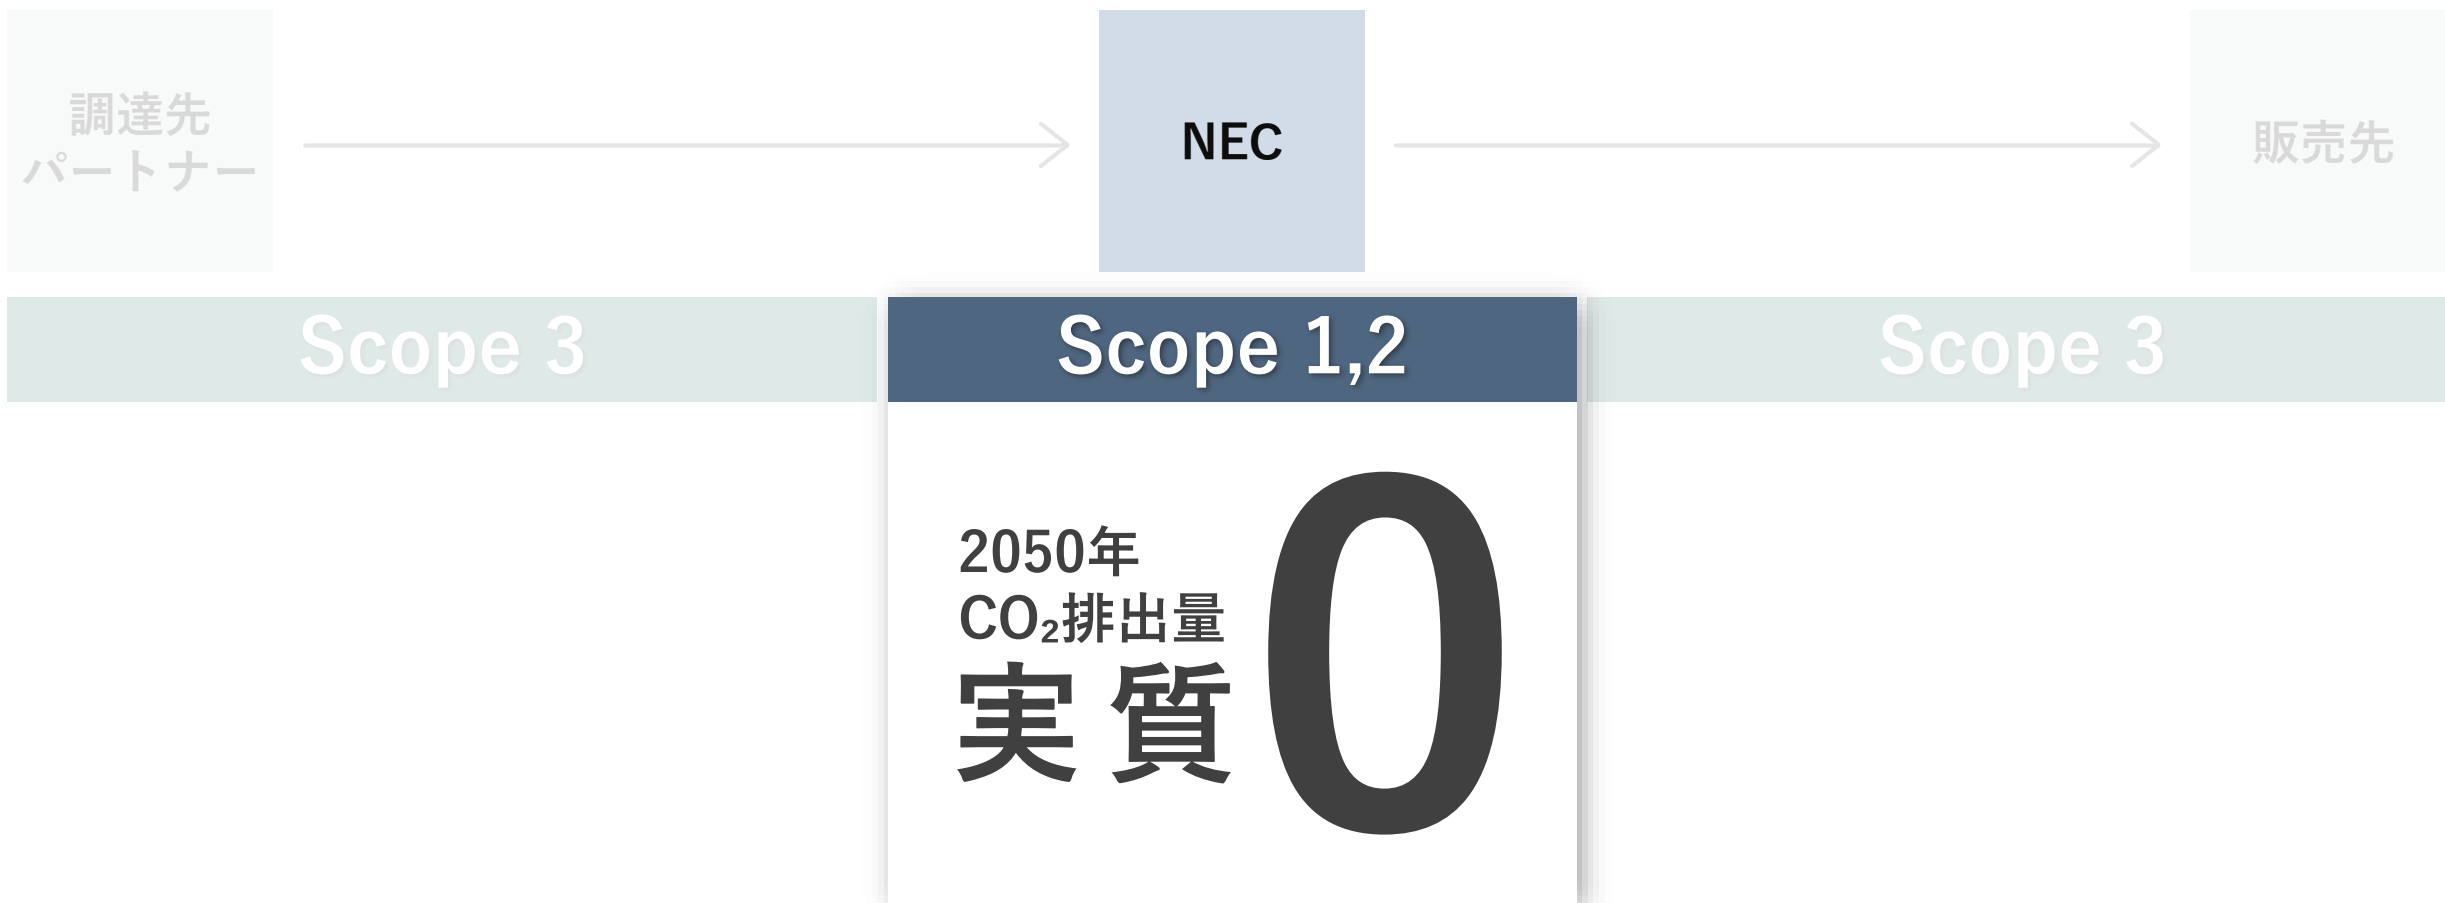 調達先
パートナー
NEC
販売先
Scope 3
Scope 1,2
Scope 3
2050年
CO₂排出量
実質
0